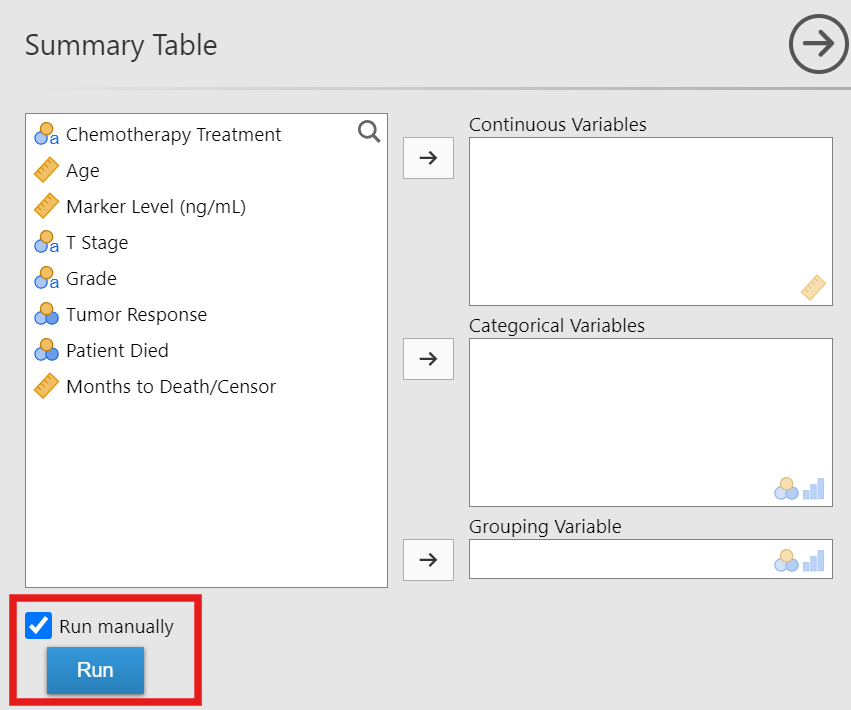 Summary Table
Chemotherapy Treatment
Age
Marker Level (ng/mL)
T Stage
Grade
Tumor Response
Patient Died
Months to Death/Censor
Continuous Variables
Categorical Variables
Grouping Variable
Run manually
Run